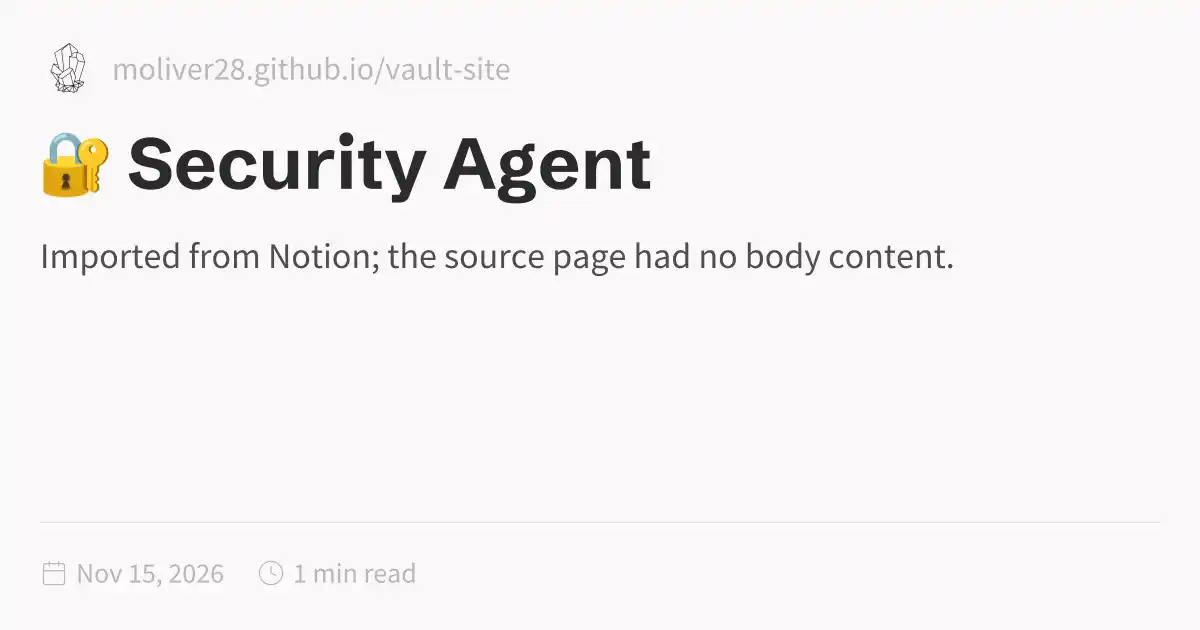 moliver28.github.io/vault-site
🔐 Security Agent
Imported from Notion; the source page had no body content.
Nov 15, 2026 1 min read